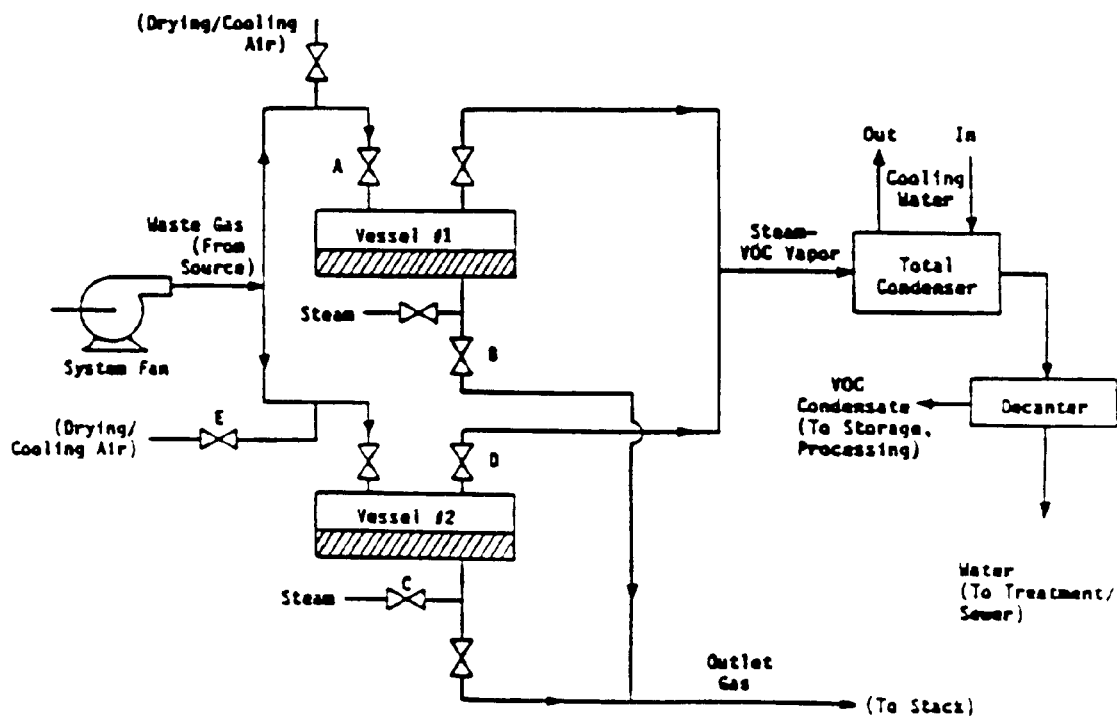 (Drying/Cooling
Air)
A
Waste Gas
(From
Source)
System Fan
Vessel #1
Steam
B
Out
In
Cooling
Water
Steam-
VOC Vapor
Total
Condenser
VOC
Condensate
(To Storage,
Processing)
Decanter
E
(Drying/
Cooling Air)
D
Vessel #2
Steam
C
Water
(To Treatment/
Sewer)
Outlet
Gas
(To Stack)